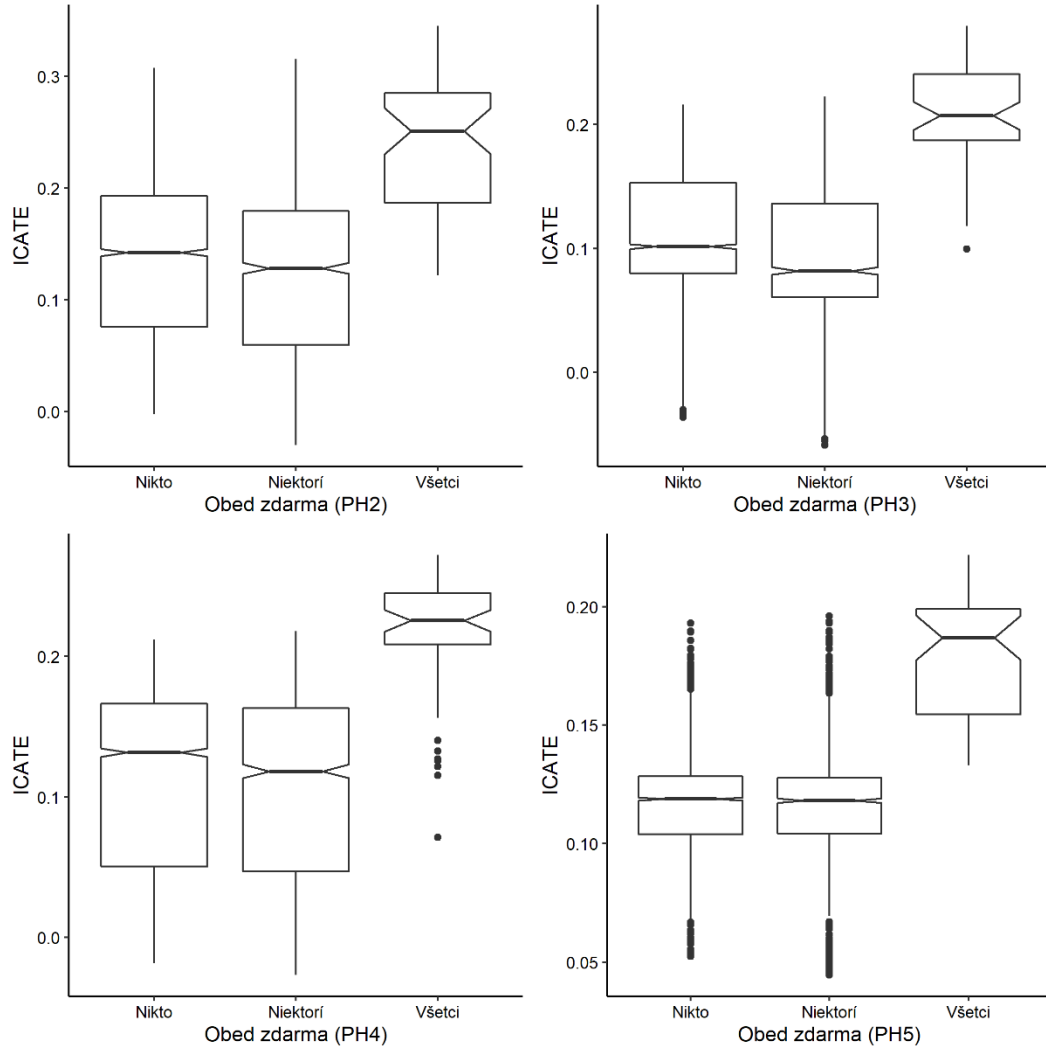 ICATE
0.3
0.2
0.1
0.0
Nikto Niektorí Všetci
Obed zdarma (PH2)
ICATE
0.2
0.1
0.0
Nikto Niektorí Všetci
Obed zdarma (PH3)
ICATE
0.2
0.1
0.0
Nikto Niektorí Všetci
Obed zdarma (PH4)
ICATE
0.20
0.15
0.10
0.05
Nikto Niektorí Všetci
Obed zdarma (PH5)